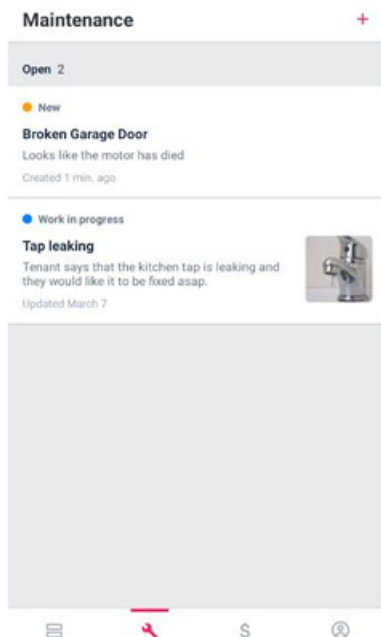 Maintenance +
Open 2
New
Broken Garage Door
Looks like the motor has died
Created 1 min. ago
Work in progress
Tap leaking
Tenant says that the kitchen tap is leaking and
they would like it to be fixed asap.
Updated March 7
$